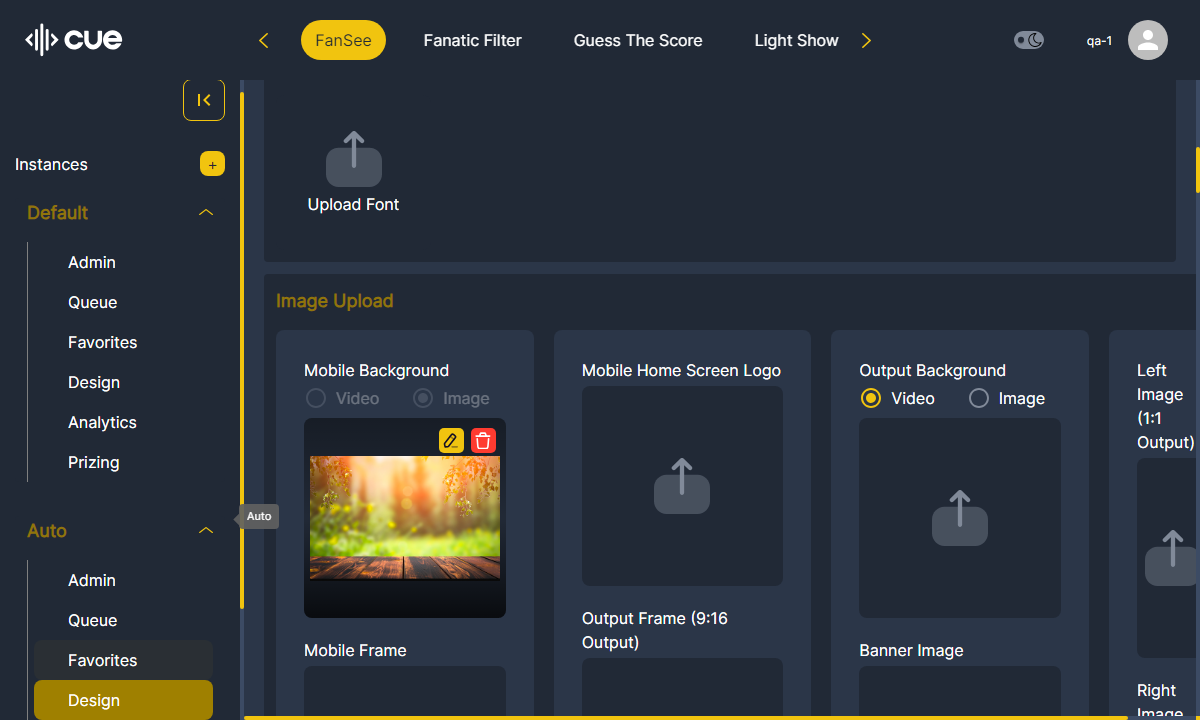 cue
FanSee
Fanatic Filter
Guess The Score
Light Show
qa-1
Instances
+
Default
Admin
Queue
Favorites
Design
Analytics
Prizing
Auto
Auto
Admin
Queue
Favorites
Design
Upload Font
Image Upload
Mobile Background
Video
Image
Mobile Frame
Mobile Home Screen Logo
Output Frame (9:16
Output)
Output Background
Video
Image
Banner Image
Left
Image
(1:1
Output)
Right
Image